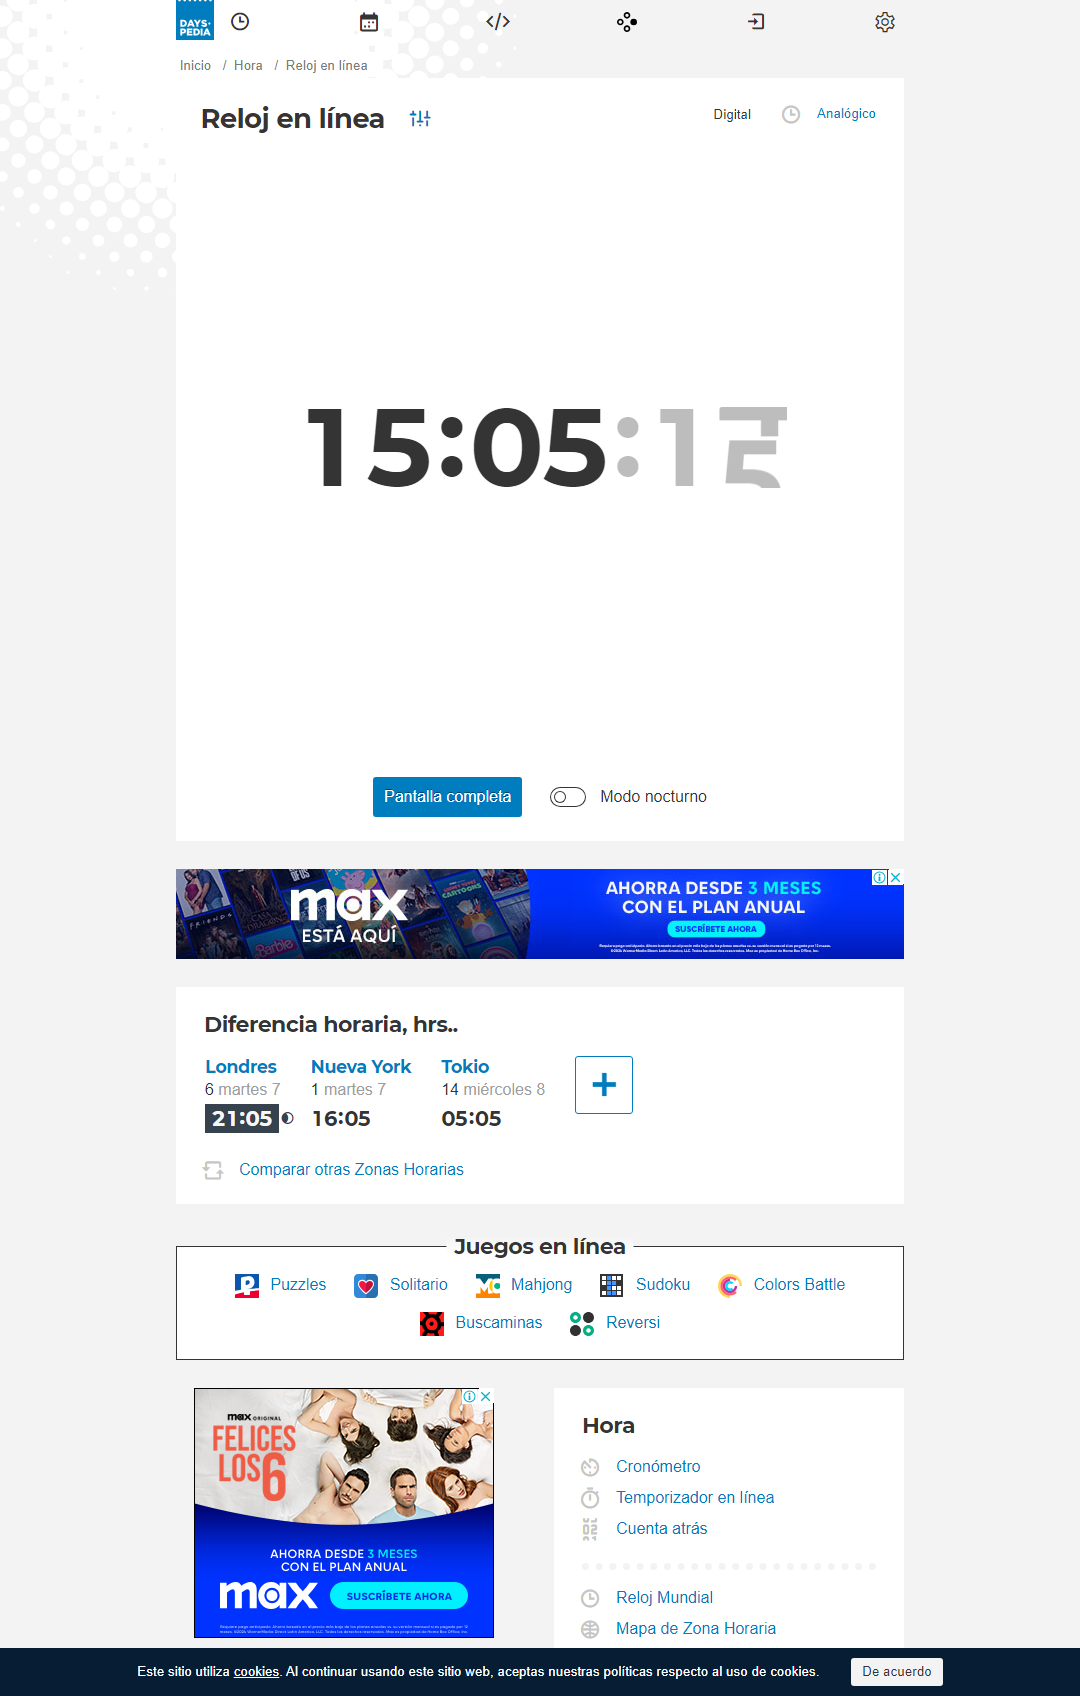 DAYS·
PEDIA
Inicio / Hora / Reloj en línea
Reloj en línea
Digital
Analógico
15:05:1
Pantalla completa
Modo nocturno
max
ESTÁ AQUÍ
FRIENDS
Barbie
CARTOONS
AHORRA DESDE 3 MESES
CON EL PLAN ANUAL
SUSCRÍBETE AHORA
Diferencia horaria, hrs..
Londres
6 martes 7
21:05
Nueva York
1 martes 7
16:05
Tokio
14 miércoles 8
05:05
+
Comparar otras Zonas Horarias
Juegos en línea
Puzzles
Solitario
Mahjong
Sudoku
Colors Battle
Buscaminas
Reversi
max ORIGINAL
FELICES
LOS 6
AHORRA DESDE 3 MESES
CON EL PLAN ANUAL
max
SUSCRÍBETE AHORA
Hora
Cronómetro
Temporizador en línea
Cuenta atrás
Reloj Mundial
Mapa de Zona Horaria
Este sitio utiliza cookies. Al continuar usando este sitio web, aceptas nuestras políticas respecto al uso de cookies.
De acuerdo